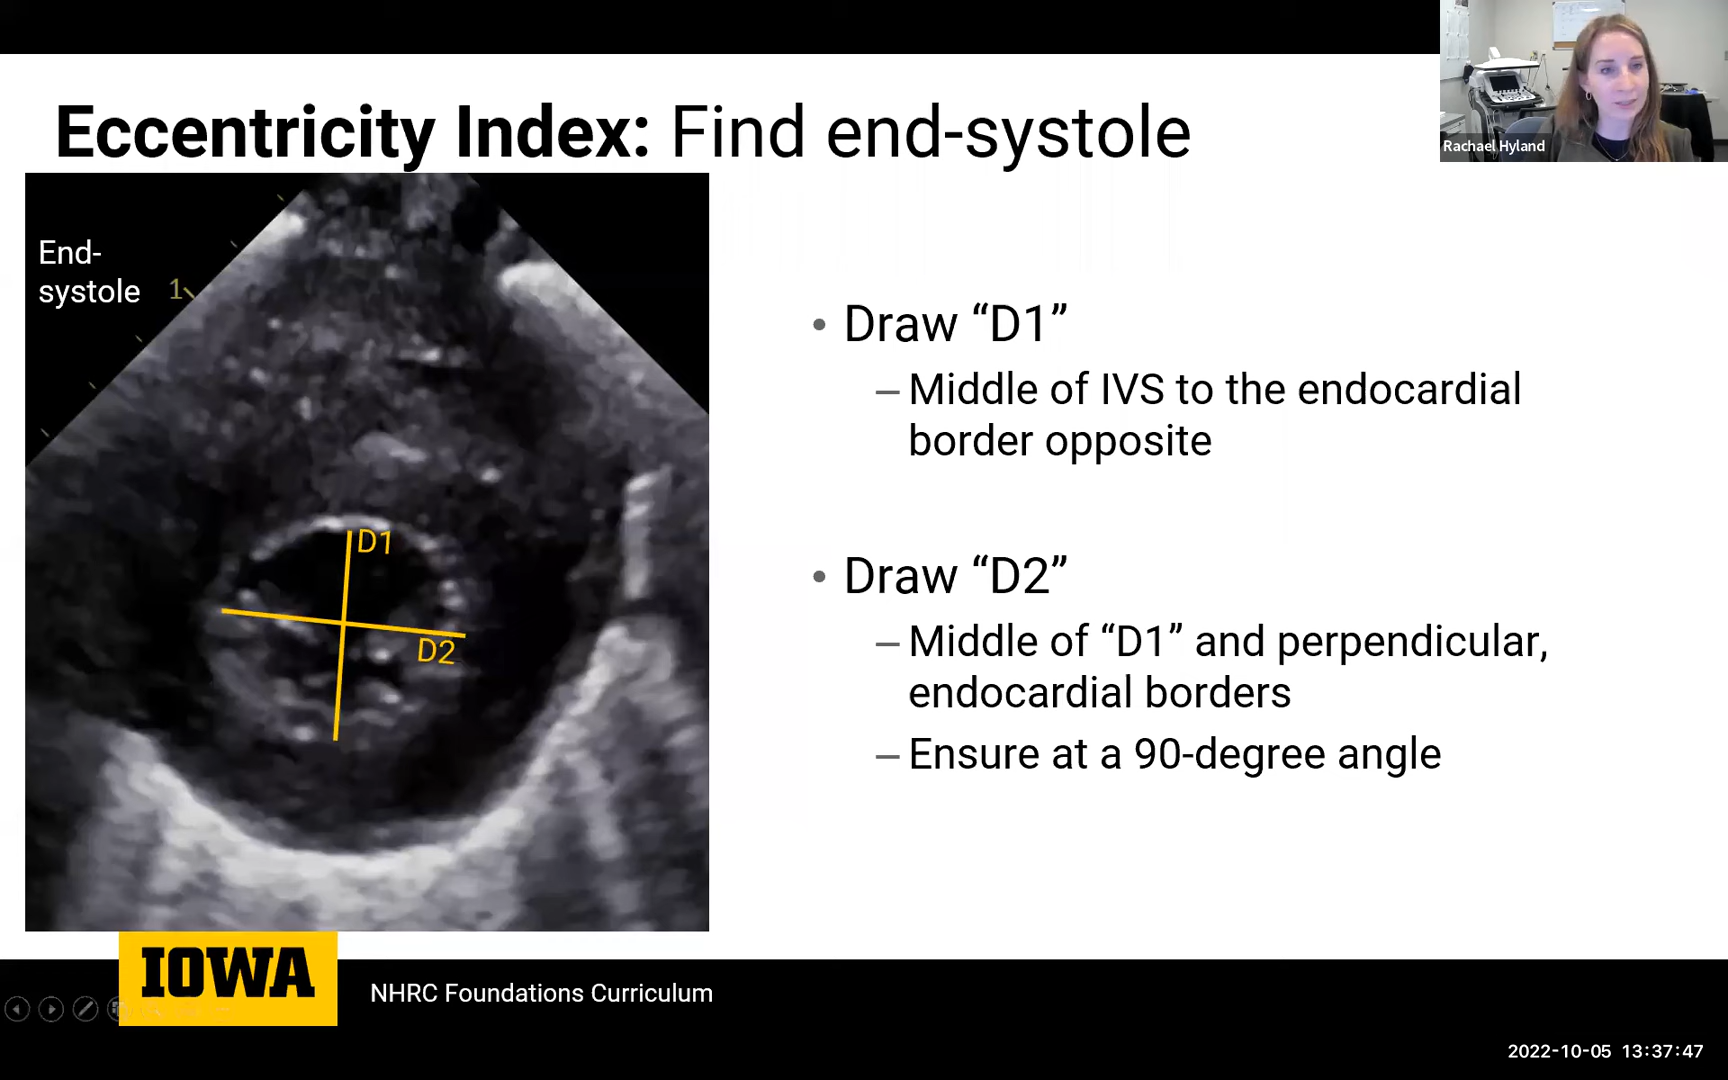 Rachael Hyland
Eccentricity Index: Find end-systole
End-
systole
1
D1
D2
• Draw “D1”
– Middle of IVS to the endocardial
border opposite
• Draw “D2”
– Middle of “D1” and perpendicular,
endocardial borders
– Ensure at a 90-degree angle
IOWA
NHRC Foundations Curriculum
2022-10-05 13:37:47